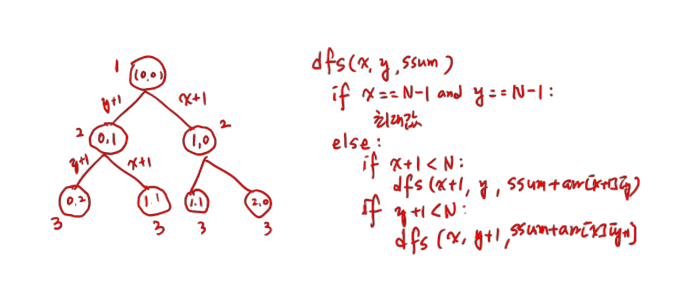 1
(0,0)
y+1
x+1
2
0,1
1,0
2
y+1
x+1
0,2
1,1
1,1
2,0
3
3
3
3
dfs(x, y, ssum)
if x==N-1 and y==N-1:
최대값
else:
if x+1<N:
dfs(x+1, y, ssum+arr[x+1][y])
if y+1<N:
dfs(x, y+1, ssum+arr[x][y+1])